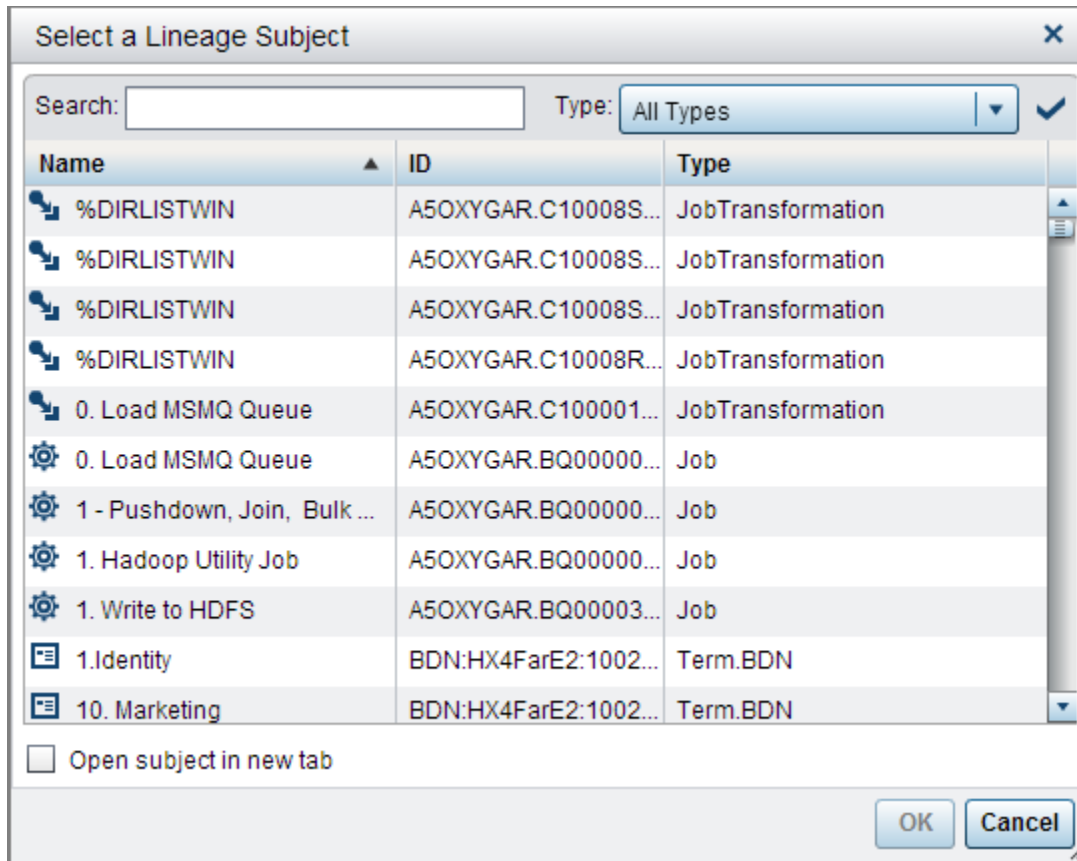 Select a Lineage Subject
Search: Type: All Types
Name ID Type
%DIRLISTWIN A5OXYGAR.C10008S... JobTransformation
%DIRLISTWIN A5OXYGAR.C10008S... JobTransformation
%DIRLISTWIN A5OXYGAR.C10008S... JobTransformation
%DIRLISTWIN A5OXYGAR.C10008R... JobTransformation
0. Load MSMQ Queue A5OXYGAR.C100001... JobTransformation
0. Load MSMQ Queue A5OXYGAR.BQ00000... Job
1 - Pushdown, Join, Bulk ... A5OXYGAR.BQ00000... Job
1. Hadoop Utility Job A5OXYGAR.BQ00000... Job
1. Write to HDFS A5OXYGAR.BQ00003... Job
1.Identity BDN:HX4FarE2:1002... Term.BDN
10. Marketing BDN:HX4FarE2:1002... Term.BDN
Open subject in new tab
OK Cancel